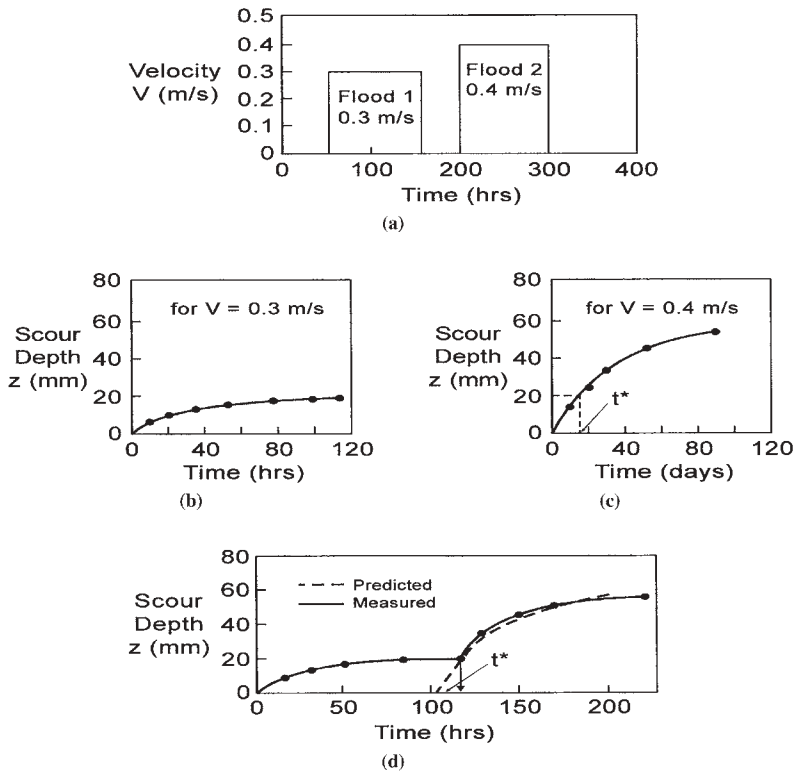 0.5
0.4
0.3
0.2
0.1
0
Velocity
V (m/s)
Flood 1
0.3 m/s
Flood 2
0.4 m/s
0 100 200 300 400
Time (hrs)
(a)
80
60
40
20
0
Scour
Depth
z (mm)
for V = 0.3 m/s
0 40 80 120
Time (hrs)
(b)
80
60
40
20
0
Scour
Depth
z (mm)
for V = 0.4 m/s
t*
0 40 80 120
Time (days)
(c)
80
60
40
20
0
Scour
Depth
z (mm)
Predicted
Measured
t*
0 50 100 150 200
Time (hrs)
(d)